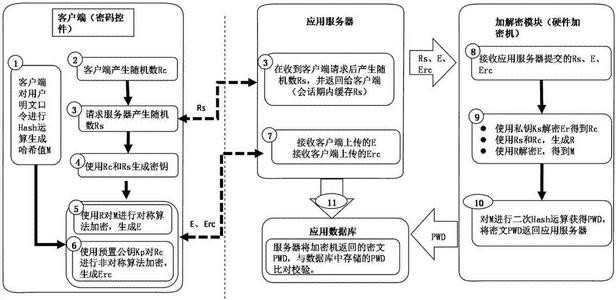 客户端（密码控
件）
1
客户端
对用户
明文口
令进行
Hash运
算生成
哈希值M
2
客户端产生随机数Rc
3
请求服务器产生随机
数Rs
4
使用Rc和Rs生成密钥
5
使用R对M进行对称算
法加密，生成E
6
使用预置公钥Kp对Rc
进行非对称算法加密，
生成Erc
Rs
E、Erc
应用服务器
3
在收到客户端请求后产生随
机数Rs，并返回给客户端
（会话期内缓存Rs）
7
接收客户端上传的E
接收客户端上传的Erc
11
应用数据库
服务器将加密机返回的密文
PWD，与数据库中存储的PWD
比对校验。
Rs、E、
Erc
PWD
加解密模块（硬件加
密机）
8
接收应用服务器提交的Rs、E、
Erc
9
使用私钥Ks解密Er得到Rc
使用Rs和Rc，生成R
使用R解密E，得到M
10
对M进行二次Hash运算获得PWD，
将密文PWD返回应用服务器